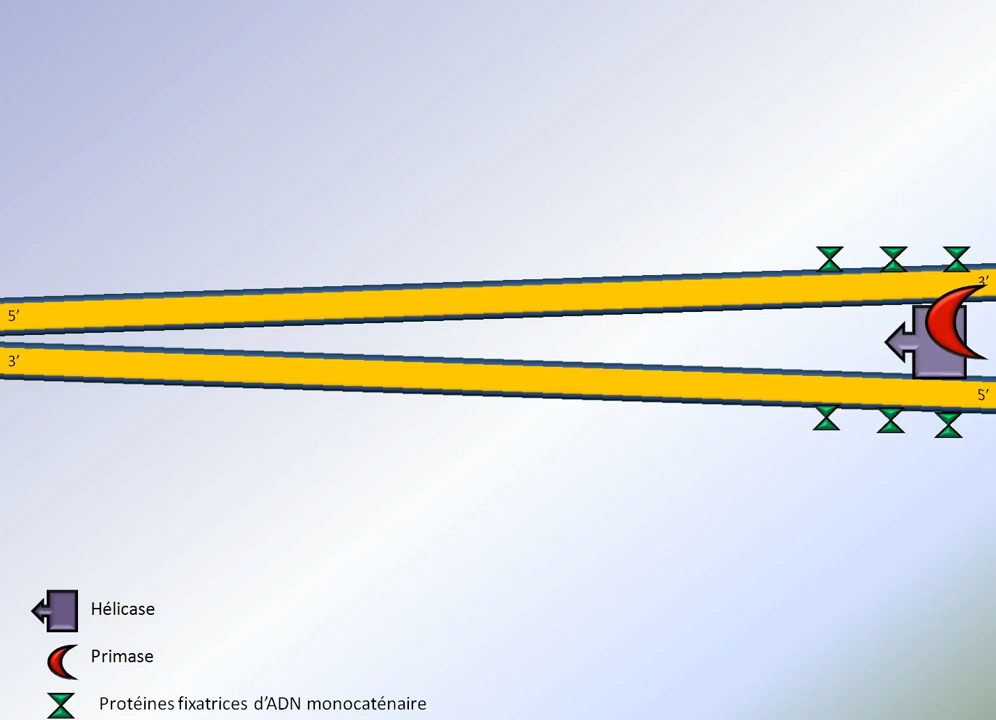 3’
5’
3’
5’
Hélicase
Primase
Protéines fixatrices d’ADN monocaténaire